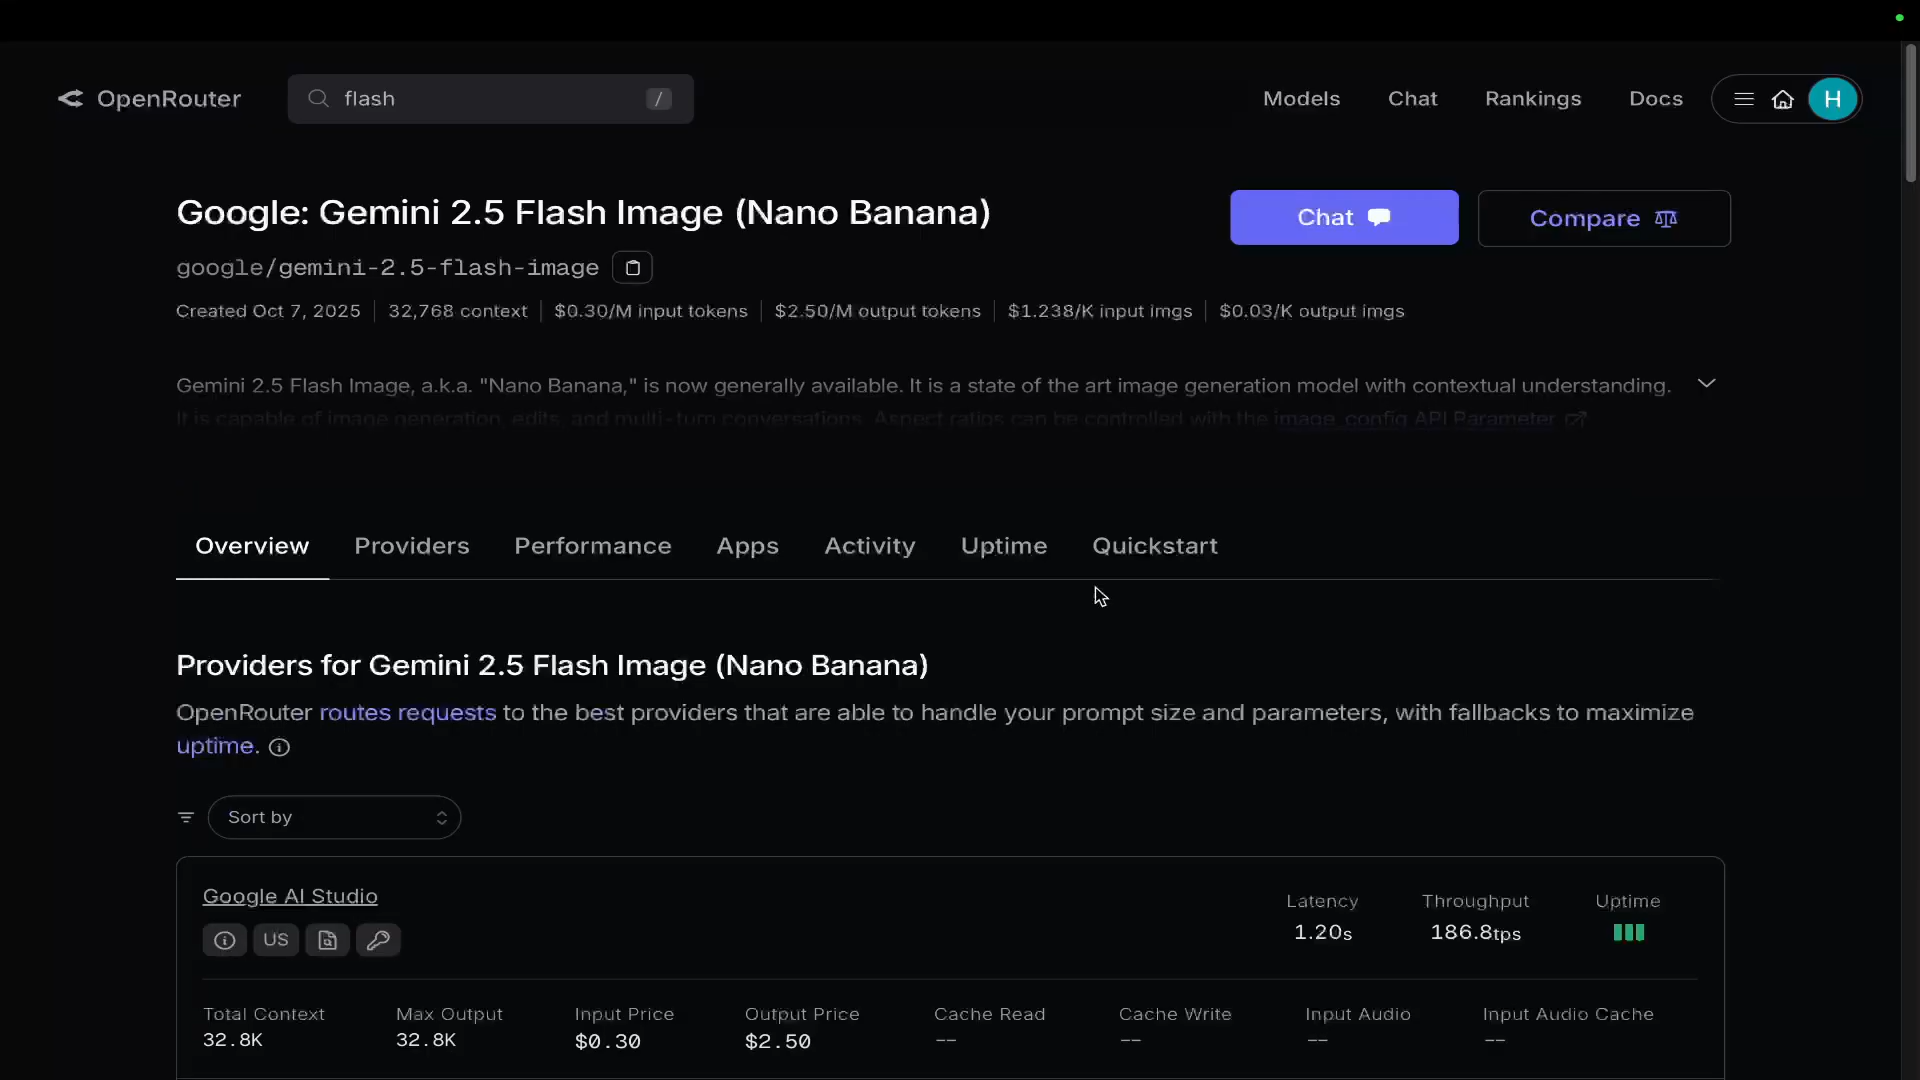 OpenRouter
flash
/
Models
Chat
Rankings
Docs
H
Google: Gemini 2.5 Flash Image (Nano Banana)
Chat
Compare
google/gemini-2.5-flash-image
Created Oct 7, 2025
32,768 context
$0.30/M input tokens
$2.50/M output tokens
$1.238/K input imgs
$0.03/K output imgs
Gemini 2.5 Flash Image, a.k.a. "Nano Banana," is now generally available. It is a state of the art image generation model with contextual understanding.
It is capable of image generation, edits, and multi-turn conversations. Aspect ratios can be controlled with the image_config API Parameter
Overview
Providers
Performance
Apps
Activity
Uptime
Quickstart
Providers for Gemini 2.5 Flash Image (Nano Banana)
OpenRouter routes requests to the best providers that are able to handle your prompt size and parameters, with fallbacks to maximize
uptime.
Sort by
Google AI Studio
US
Latency
1.20s
Throughput
186.8tps
Uptime
Total Context
32.8K
Max Output
32.8K
Input Price
$0.30
Output Price
$2.50
Cache Read
--
Cache Write
--
Input Audio
--
Input Audio Cache
--